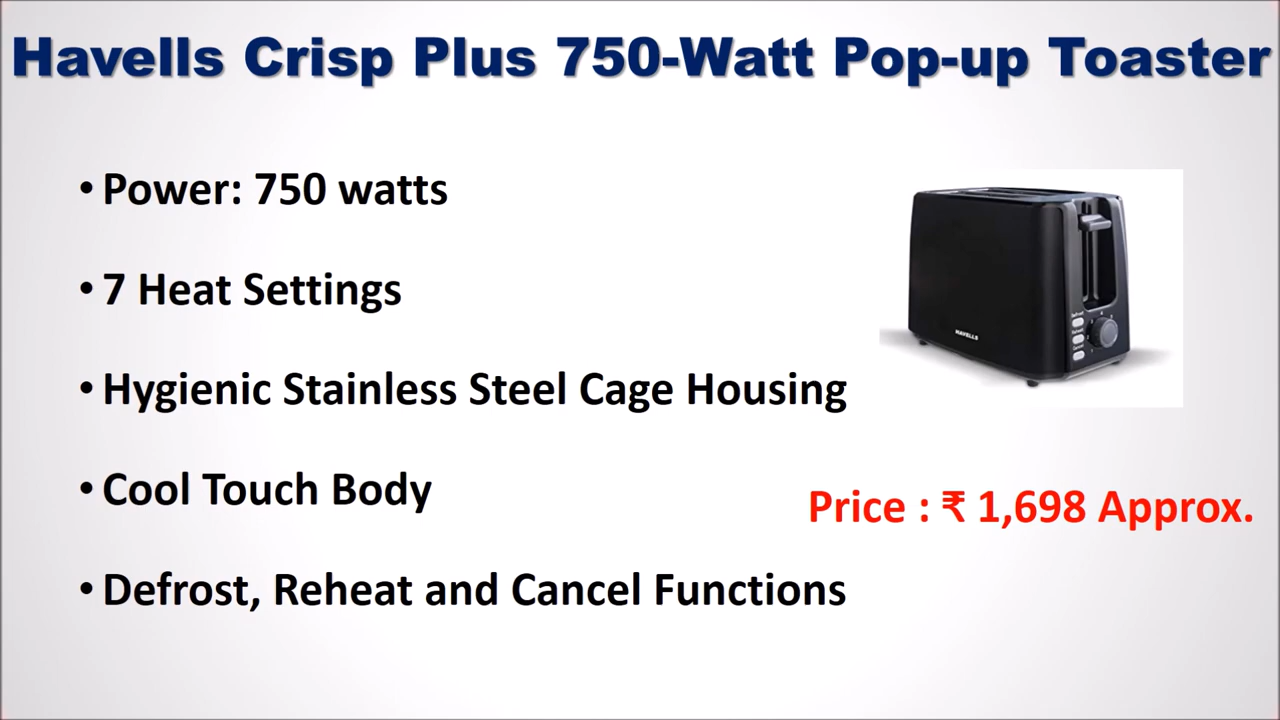 Havells Crisp Plus 750-Watt Pop-up Toaster
• Power: 750 watts
• 7 Heat Settings
• Hygienic Stainless Steel Cage Housing
• Cool Touch Body
• Defrost, Reheat and Cancel Functions
Price : ₹ 1,698 Approx.
HAVELLS